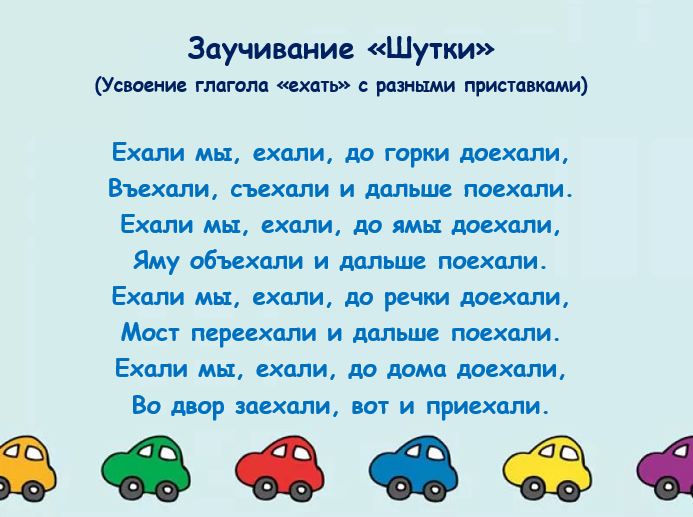 Заучивание «Шутки»
(Усвоение глагола «ехать» с разными приставками)
Ехали мы, ехали, до горки доехали,
Въехали, съехали и дальше поехали.
Ехали мы, ехали, до ямы доехали,
Яму объехали и дальше поехали.
Ехали мы, ехали, до речки доехали,
Мост переехали и дальше поехали.
Ехали мы, ехали, до дома доехали,
Во двор заехали, вот и приехали.